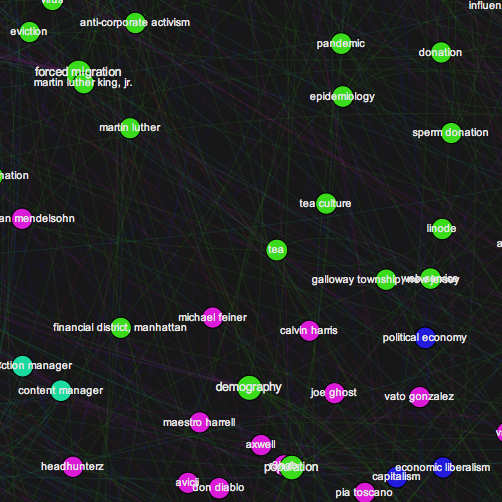 virus
influen
anti-corporate activism
eviction
pandemic
donation
forced migration
martin luther king, jr.
epidemiology
martin luther
sperm donation
nation
tea culture
an mendelsohn
linode
a
tea
galloway township, new jersey
web service
michael feiner
financial district, manhattan
calvin harris
political economy
ction manager
content manager
demography
joe ghost
vato gonzalez
maestro harrell
v
axwell
headhunterz
population
economic liberalism
capitalism
avicii
don diablo
pia toscano